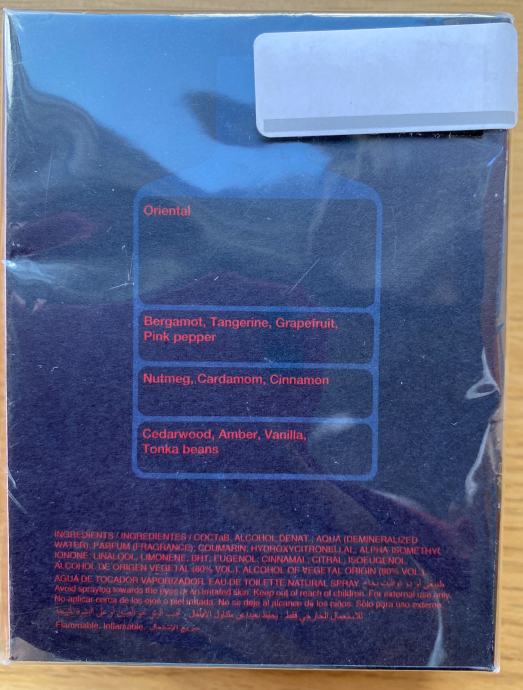 Oriental
Bergamot, Tangerine, Grapefruit,
Pink pepper
Nutmeg, Cardamom, Cinnamon
Cedarwood, Amber, Vanilla,
Tonka beans
INGREDIENTS / INGREDIENTES / СОСТАВ, ALCOHOL DENAT., AQUA (DEMINERALIZED
WATER), PARFUM (FRAGRANCE), COUMARIN, HYDROXYCITRONELLAL, ALPHA ISOMETHYL
IONONE, LINALOOL, LIMONENE, BHT, EUGENOL, CINNAMAL, CITRAL, ISOEUGENOL.
ALCOHOL DE ORIGEN VEGETAL (80% VOL.), ALCOHOL OF VEGETAL ORIGIN (80% VOL.)
AGUA DE TOCADOR VAPORIZADOR. EAU DE TOILETTE NATURAL SPRAY
Avoid spraying towards the eyes or on irritated skin. Keep out of reach of children. For external use only.
No aplicar cerca de los ojos o piel irritada. No se deje al alcance de los niños. Sólo para uso externo.
Flammable. Inflamable. سريع الاشتعال